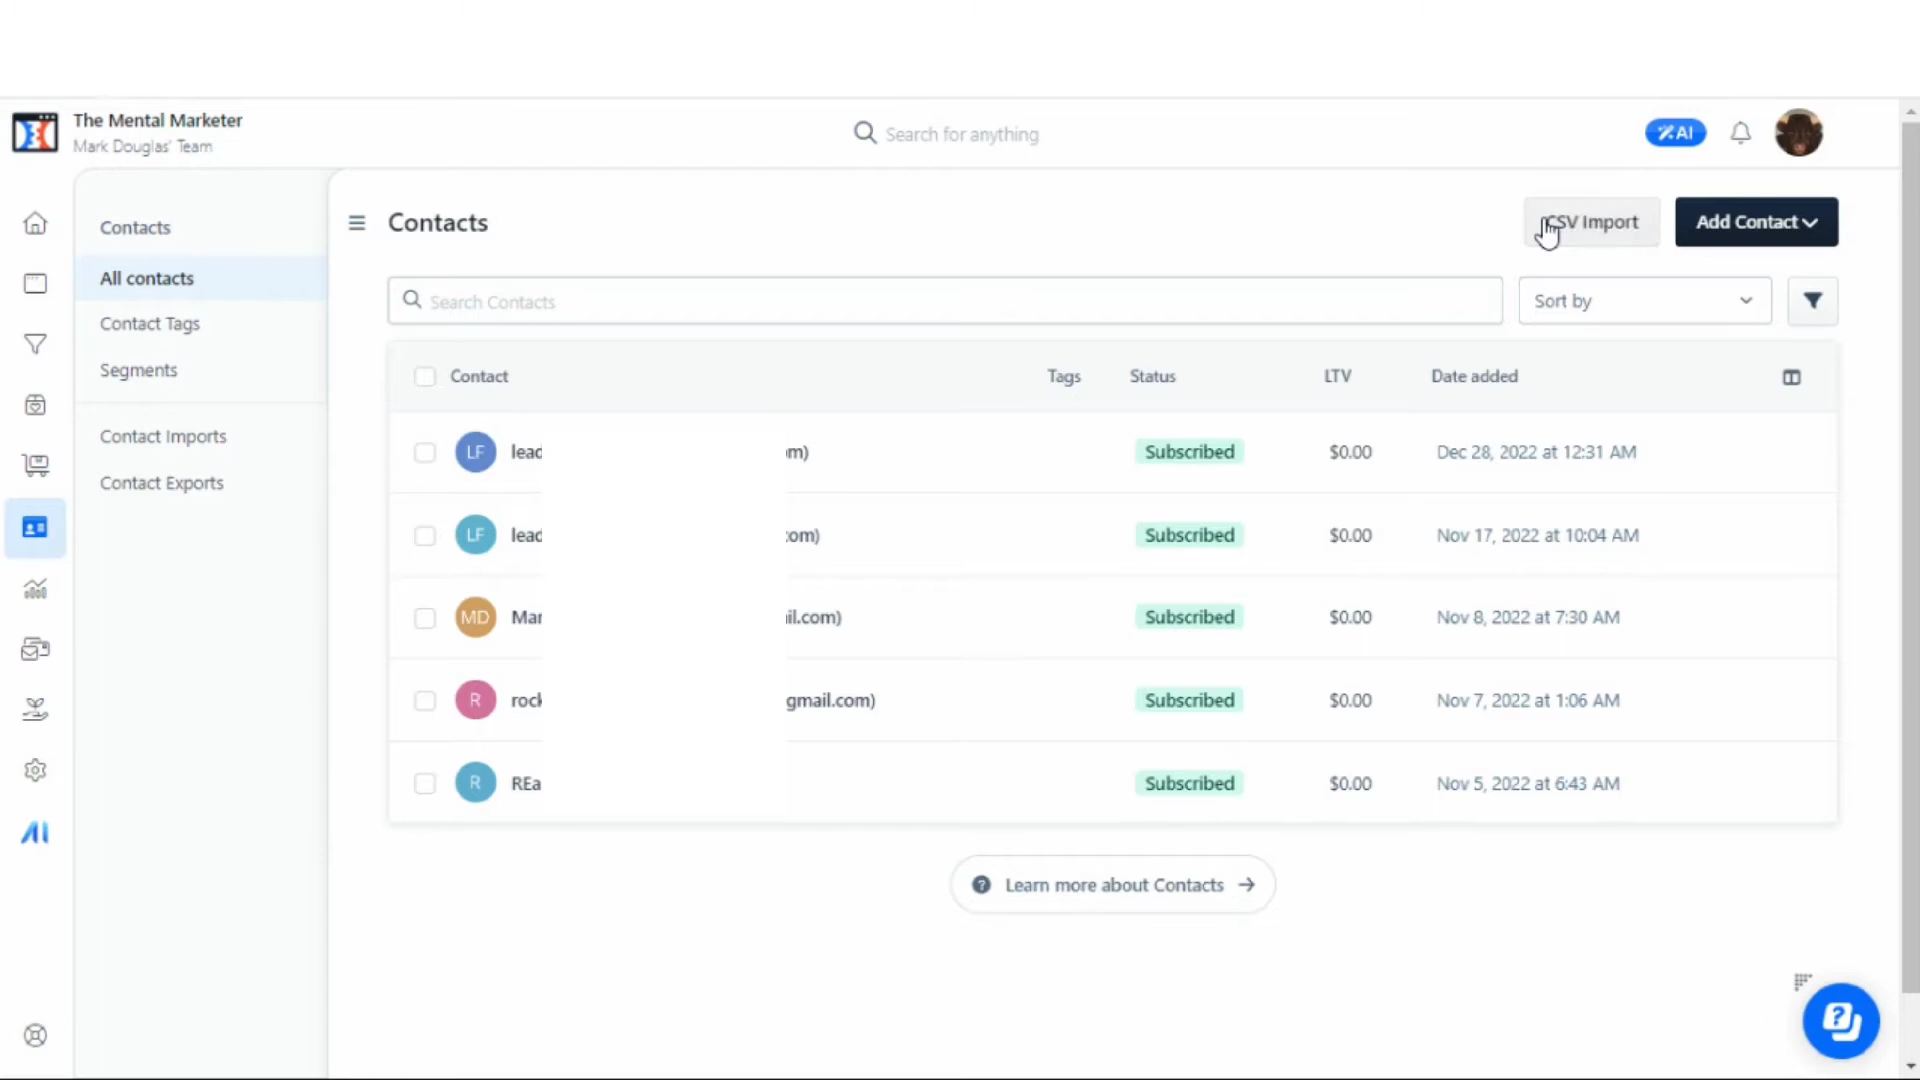 The Mental Marketer
Mark Douglas' Team
Search for anything
AI
Contacts
All contacts
Contact Tags
Segments
Contact Imports
Contact Exports
Contacts
CSV Import
Add Contact
Search Contacts
Sort by
Contact Tags Status LTV Date added
LF lead om) Subscribed $0.00 Dec 28, 2022 at 12:31 AM
LF lead com) Subscribed $0.00 Nov 17, 2022 at 10:04 AM
MD Mar il.com) Subscribed $0.00 Nov 8, 2022 at 7:30 AM
R rock gmail.com) Subscribed $0.00 Nov 7, 2022 at 1:06 AM
R REa Subscribed $0.00 Nov 5, 2022 at 6:43 AM
Learn more about Contacts
AI